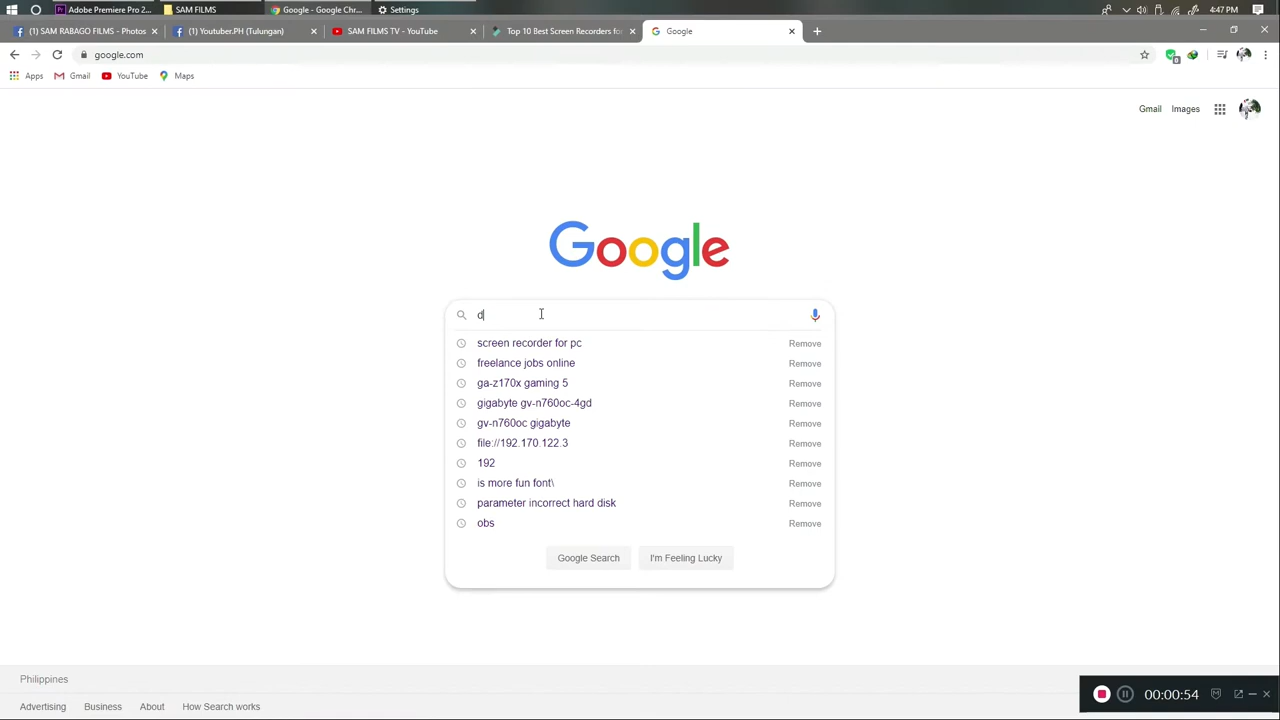 Adobe Premiere Pro 2...
SAM FILMS
Google - Google Chr...
Settings
4:47 PM
(1) SAM RABAGO FILMS - Photos
(1) Youtuber.PH (Tulungan)
SAM FILMS TV - YouTube
Top 10 Best Screen Recorders fo
Google
google.com
Apps
Gmail
YouTube
Maps
Gmail
Images
Google
d
screen recorder for pc Remove
freelance jobs online Remove
ga-z170x gaming 5 Remove
gigabyte gv-n760oc-4gd Remove
gv-n760oc gigabyte Remove
file://192.170.122.3 Remove
192 Remove
is more fun font\ Remove
parameter incorrect hard disk Remove
obs Remove
Google Search
I'm Feeling Lucky
Philippines
Advertising
Business
About
How Search works
00:00:54